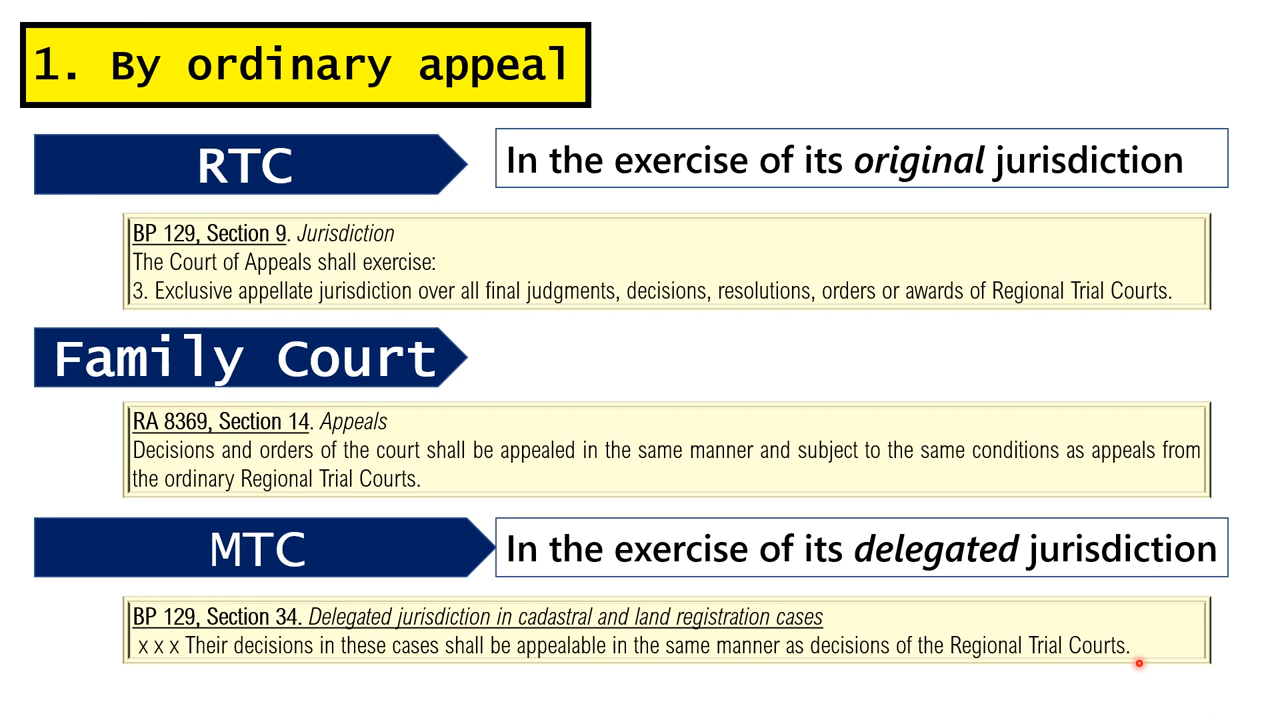 1. By ordinary appeal
RTC
In the exercise of its original jurisdiction
BP 129, Section 9. Jurisdiction
The Court of Appeals shall exercise:
3. Exclusive appellate jurisdiction over all final judgments, decisions, resolutions, orders or awards of Regional Trial Courts.
Family Court
RA 8369, Section 14. Appeals
Decisions and orders of the court shall be appealed in the same manner and subject to the same conditions as appeals from
the ordinary Regional Trial Courts.
MTC
In the exercise of its delegated jurisdiction
BP 129, Section 34. Delegated jurisdiction in cadastral and land registration cases
x x x Their decisions in these cases shall be appealable in the same manner as decisions of the Regional Trial Courts.